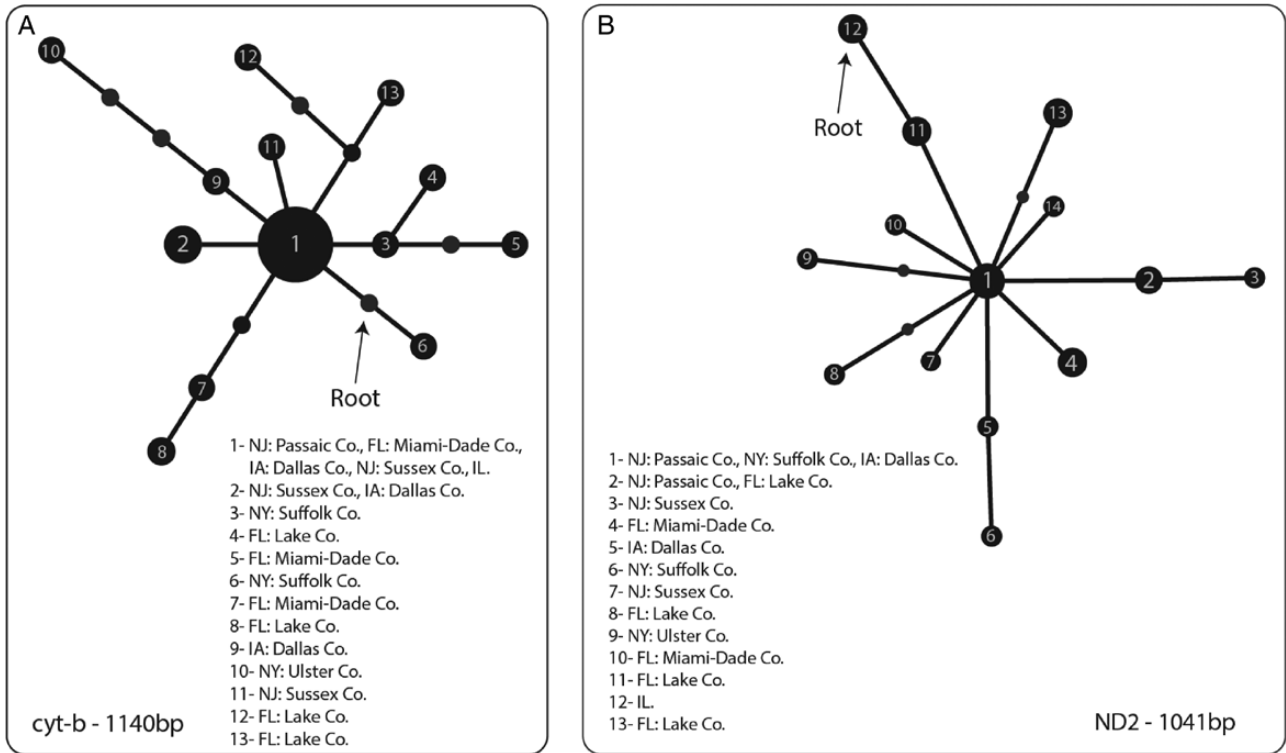 A
10
12
13
11
4
9
2
1
3
5
6
7
8
Root
1- NJ: Passaic Co., FL: Miami-Dade Co.,
IA: Dallas Co., NJ: Sussex Co., IL.
2- NJ: Sussex Co., IA: Dallas Co.
3- NY: Suffolk Co.
4- FL: Lake Co.
5- FL: Miami-Dade Co.
6- NY: Suffolk Co.
7- FL: Miami-Dade Co.
8- FL: Lake Co.
9- IA: Dallas Co.
10- NY: Ulster Co.
11- NJ: Sussex Co.
12- FL: Lake Co.
13- FL: Lake Co.
cyt-b - 1140bp
B
12
Root
11
13
14
10
9
1
2
3
8
7
4
5
6
1- NJ: Passaic Co., NY: Suffolk Co., IA: Dallas Co.
2- NJ: Passaic Co., FL: Lake Co.
3- NJ: Sussex Co.
4- FL: Miami-Dade Co.
5- IA: Dallas Co.
6- NY: Suffolk Co.
7- NJ: Sussex Co.
8- FL: Lake Co.
9- NY: Ulster Co.
10- FL: Miami-Dade Co.
11- FL: Lake Co.
12- IL.
13- FL: Lake Co.
ND2 - 1041bp